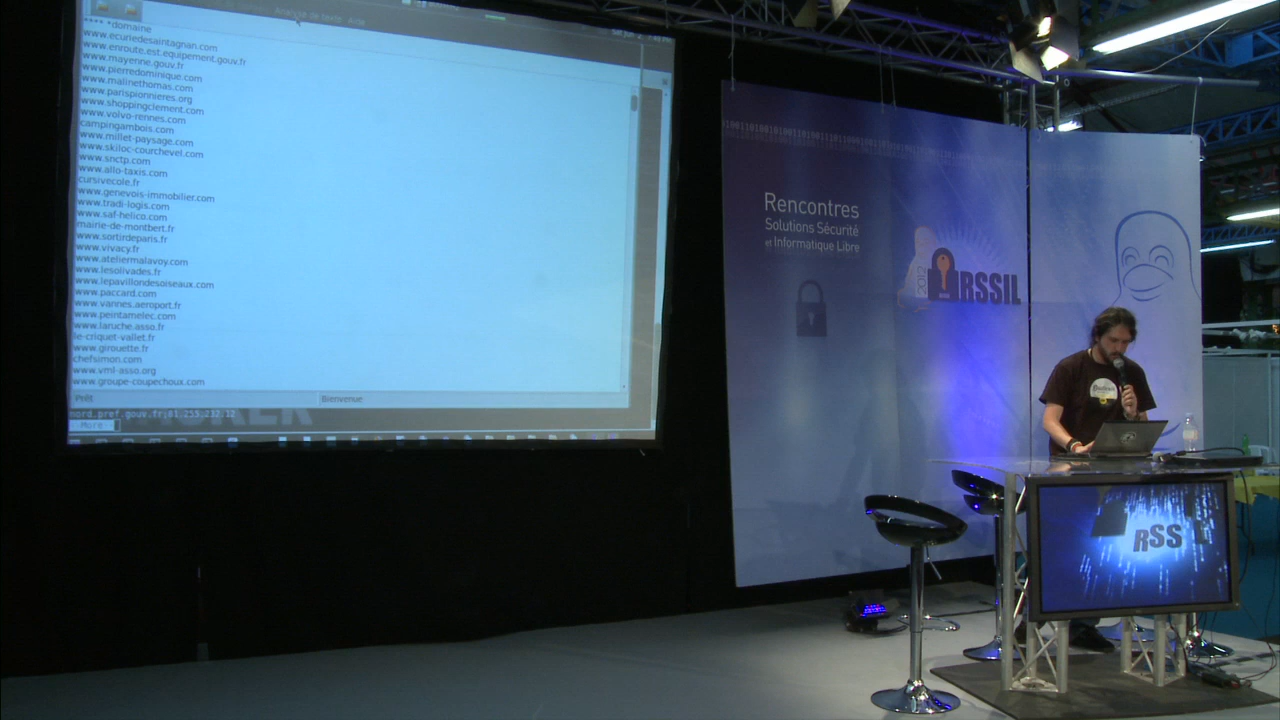 **** *domaine
www.ecuriedesaintagnan.com
www.enroute.est.equipement.gouv.fr
www.mayenne.gouv.fr
www.pierredominique.com
www.malinethomas.com
www.parispionnieres.org
www.shoppingclement.com
www.volvo-rennes.com
campingambois.com
www.millet-paysage.com
www.skiloc-courchevel.com
www.snctp.com
www.allo-taxis.com
cursivecole.fr
www.genevois-immobilier.com
www.tradi-logis.com
www.saf-helico.com
mairie-de-montbert.fr
www.sortirdeparis.fr
www.vivacy.fr
www.ateliermalavoy.com
www.lesolivades.fr
www.lepavillondesoiseaux.com
www.paccard.com
www.vannes.aeroport.fr
www.peintamelec.com
www.laruche.asso.fr
le-criquet-vallet.fr
www.girouette.fr
chefsimon.com
www.vml-asso.org
www.groupe-coupechoux.com
Prêt
Bienvenue
nord.pref.gouv.fr;81.255.237.12
--More--
Rencontres
Solutions Sécurité
et Informatique Libre
2012
RSSIL
RSS